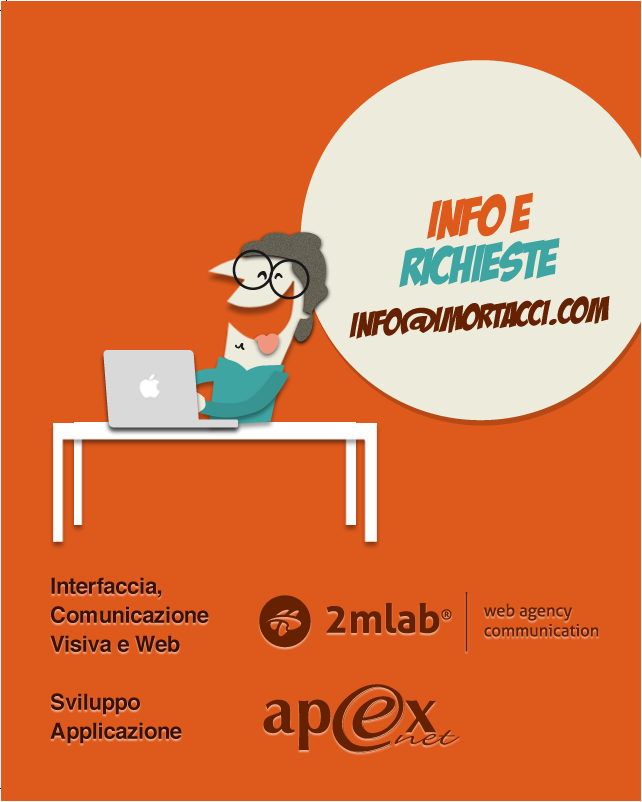 INFO E
RICHIESTE
INFO@IMORTACCI.COM
Interfaccia,
Comunicazione
Visiva e Web
2mlab®
web agency
communication
Sviluppo
Applicazione
apex
net